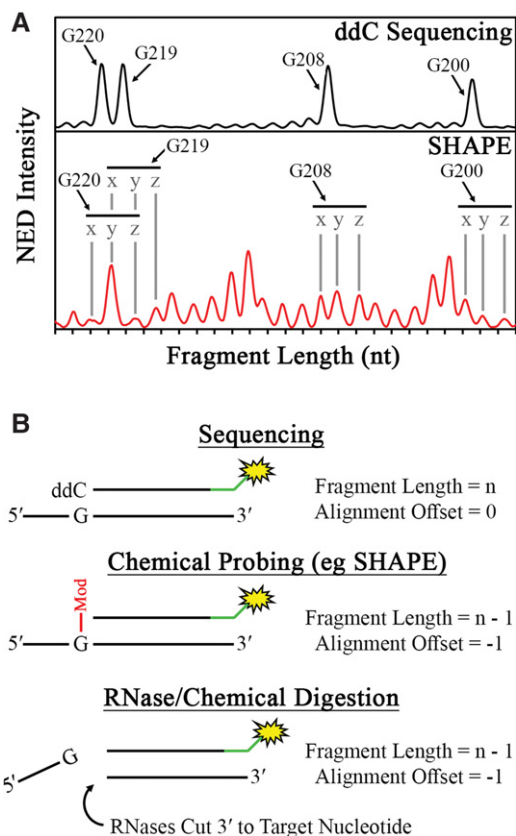 A
ddC Sequencing
G220
G219
G208
G200
SHAPE
G219
G220
G208
G200
x y z
x y z
x y z
x y z
NED Intensity
Fragment Length (nt)
B
Sequencing
ddC
5′ G 3′
Fragment Length = n
Alignment Offset = 0
Chemical Probing (eg SHAPE)
Mod
5′ G 3′
Fragment Length = n - 1
Alignment Offset = -1
RNase/Chemical Digestion
5′ G 3′
Fragment Length = n - 1
Alignment Offset = -1
RNases Cut 3′ to Target Nucleotide